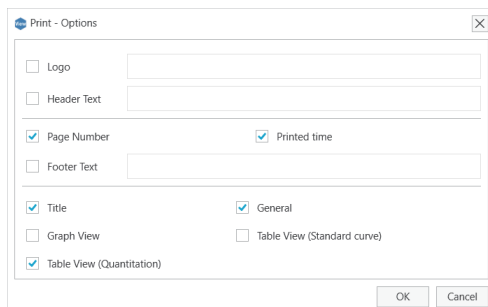 View Print - Options
Logo
Header Text
Page Number Printed time
Footer Text
Title General
Graph View Table View (Standard curve)
Table View (Quantitation)
OK Cancel